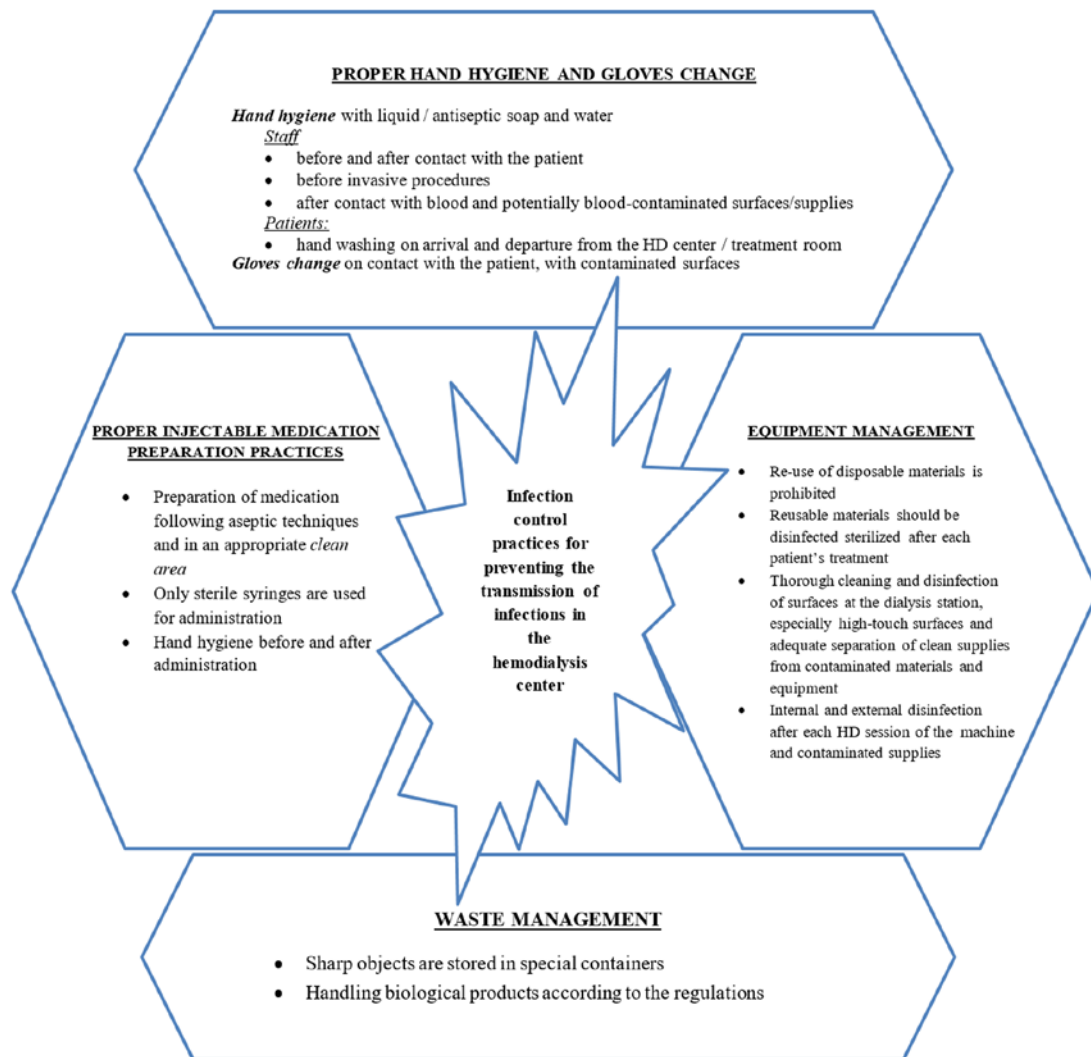 PROPER HAND HYGIENE AND GLOVES CHANGE
Hand hygiene with liquid / antiseptic soap and water
Staff
• before and after contact with the patient
• before invasive procedures
• after contact with blood and potentially blood-contaminated surfaces/supplies
Patients:
• hand washing on arrival and departure from the HD center / treatment room
Gloves change on contact with the patient, with contaminated surfaces
PROPER INJECTABLE MEDICATION
PREPARATION PRACTICES
• Preparation of medication
following aseptic techniques
and in an appropriate clean
area
• Only sterile syringes are used
for administration
• Hand hygiene before and after
administration
Infection
control
practices for
preventing the
transmission of
infections in
the
hemodialysis
center
EQUIPMENT MANAGEMENT
• Re-use of disposable materials is
prohibited
• Reusable materials should be
disinfected sterilized after each
patient's treatment
• Thorough cleaning and disinfection
of surfaces at the dialysis station,
especially high-touch surfaces and
adequate separation of clean supplies
from contaminated materials and
equipment
• Internal and external disinfection
after each HD session of the machine
and contaminated supplies
WASTE MANAGEMENT
• Sharp objects are stored in special containers
• Handling biological products according to the regulations